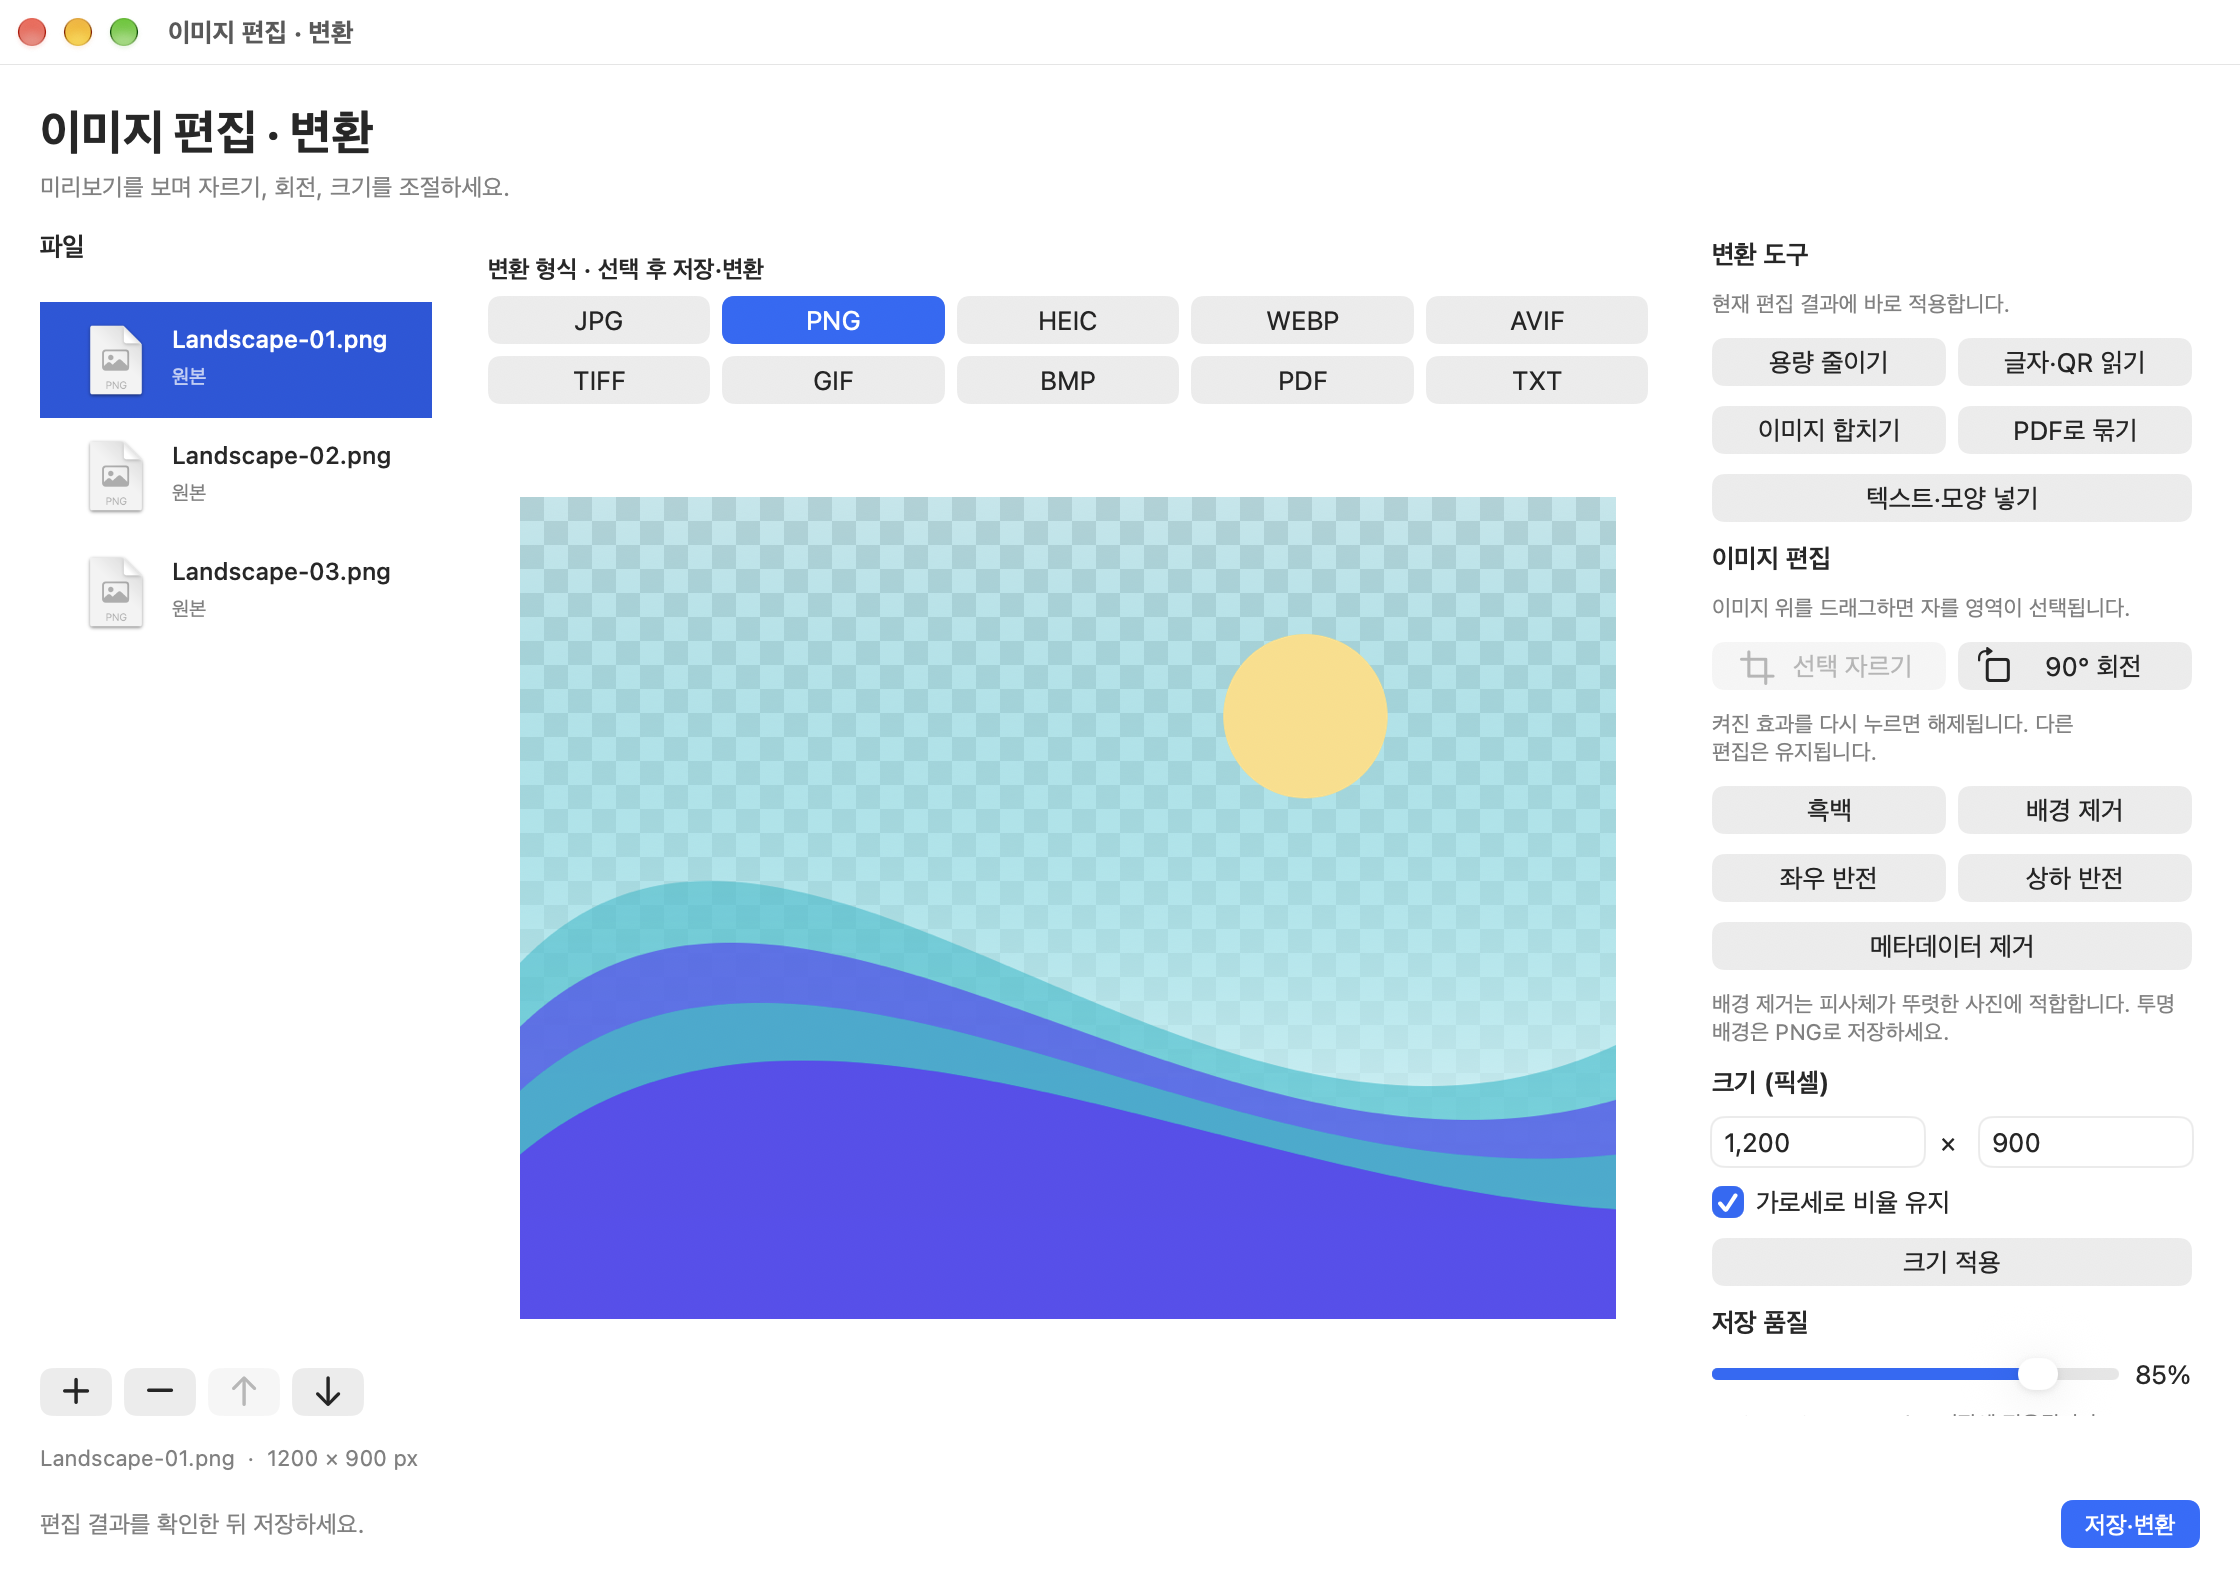 이미지 편집 · 변환
이미지 편집 · 변환
미리보기를 보며 자르기, 회전, 크기를 조절하세요.
파일
PNG
Landscape-01.png
원본
PNG
Landscape-02.png
원본
PNG
Landscape-03.png
원본
변환 형식 · 선택 후 저장·변환
JPG
PNG
HEIC
WEBP
AVIF
TIFF
GIF
BMP
PDF
TXT
변환 도구
현재 편집 결과에 바로 적용합니다.
용량 줄이기
글자·QR 읽기
이미지 합치기
PDF로 묶기
텍스트·모양 넣기
이미지 편집
이미지 위를 드래그하면 자를 영역이 선택됩니다.
선택 자르기
90° 회전
켜진 효과를 다시 누르면 해제됩니다. 다른
편집은 유지됩니다.
흑백
배경 제거
좌우 반전
상하 반전
메타데이터 제거
배경 제거는 피사체가 뚜렷한 사진에 적합합니다. 투명
배경은 PNG로 저장하세요.
크기 (픽셀)
1,200
×
900
가로세로 비율 유지
크기 적용
저장 품질
85%
Landscape-01.png · 1200 × 900 px
편집 결과를 확인한 뒤 저장하세요.
저장·변환